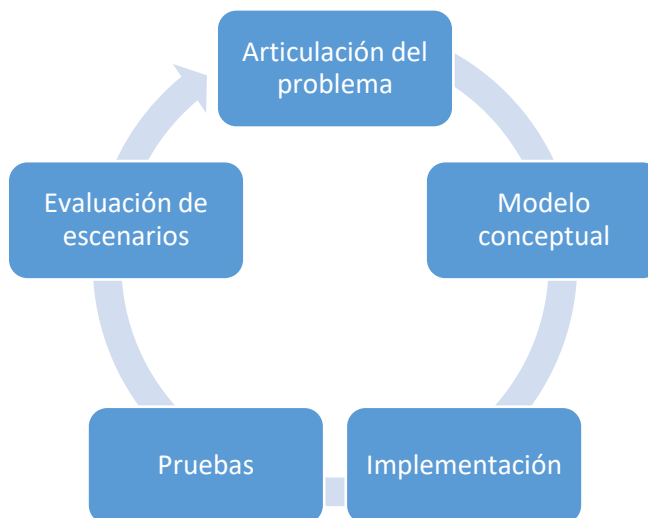 Articulación del
problema
Modelo
conceptual
Implementación
Pruebas
Evaluación de
escenarios